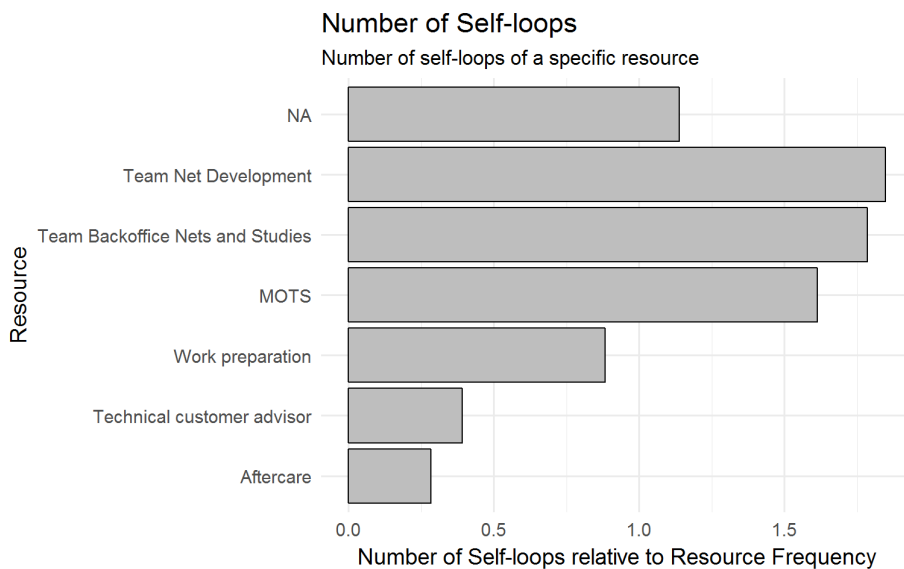 Number of Self-loops
Number of self-loops of a specific resource
NA
Team Net Development
Team Backoffice Nets and Studies
MOTS
Work preparation
Technical customer advisor
Aftercare
Resource
0.0 0.5 1.0 1.5
Number of Self-loops relative to Resource Frequency